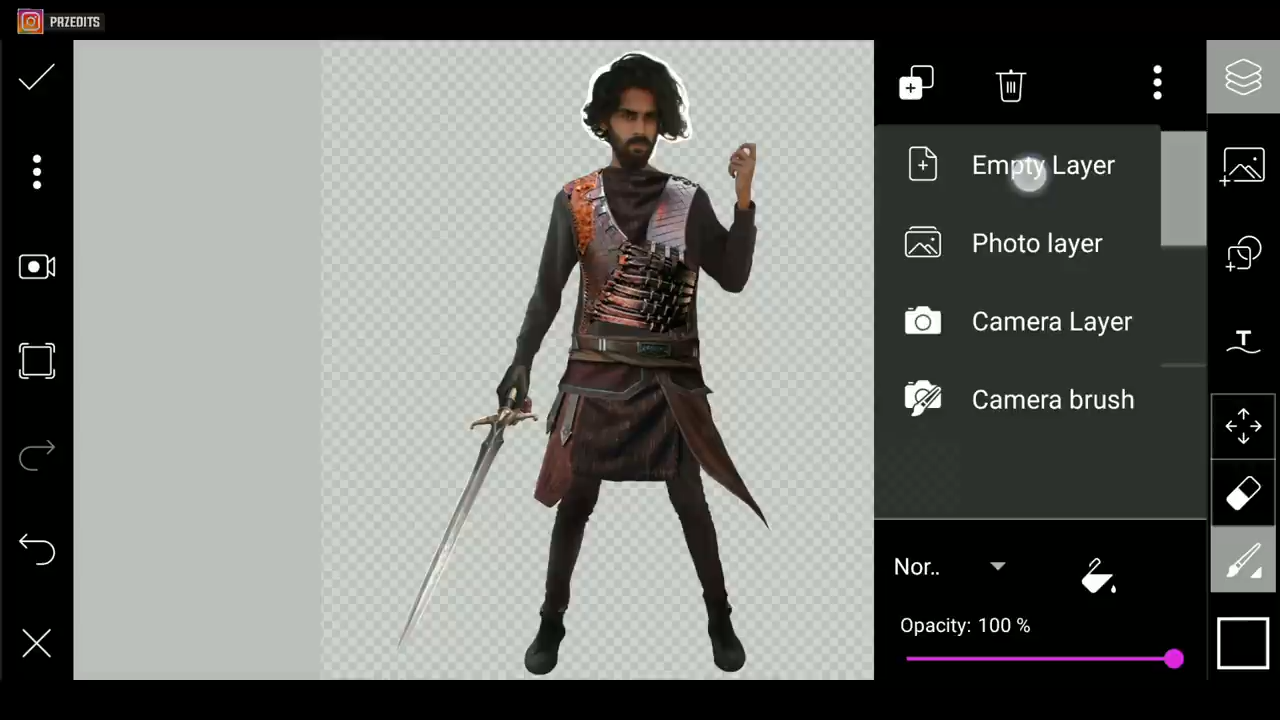 PRZEDITS
Empty Layer
Photo layer
Camera Layer
Camera brush
Nor..
Opacity: 100 %
T